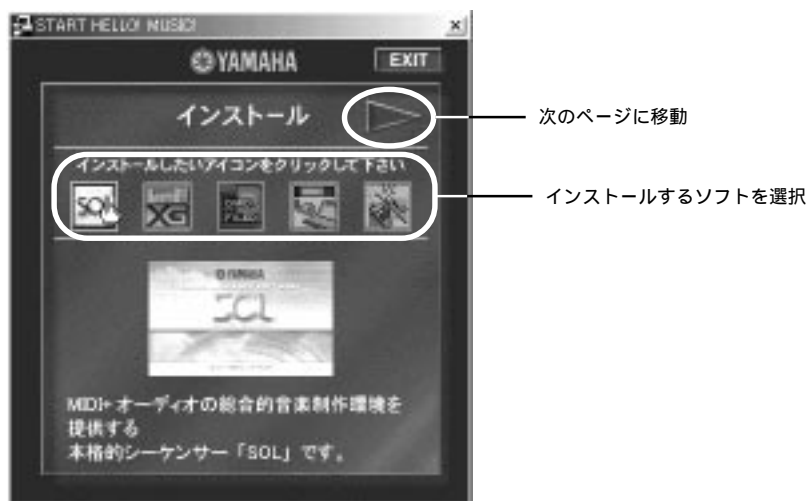 START HELLO! MUSIC!
YAMAHA
EXIT
インストール
次のページに移動
インストールしたいアイコンをクリックして下さい
インストールするソフトを選択
SOL
XG
YAMAHA
SOL
MIDI+オーディオの総合的音楽制作環境を
提供する
本格的シーケンサー「SOL」です。